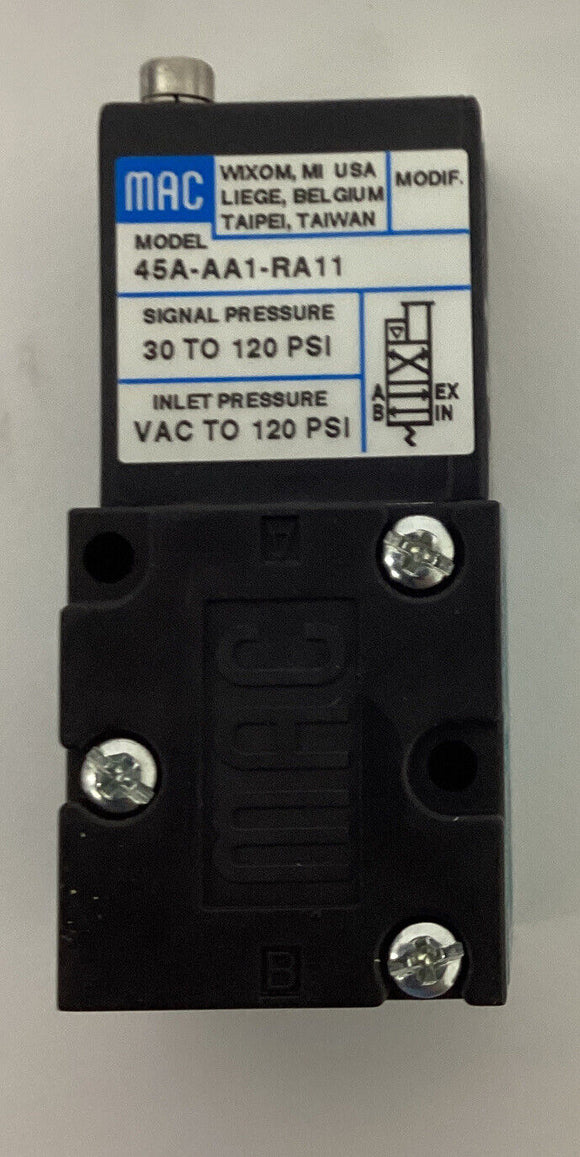 MAC
WIXOM, MI USA
LIEGE, BELGIUM
TAIPEI, TAIWAN
MODIF.
MODEL
45A-AA1-RA11
SIGNAL PRESSURE
30 TO 120 PSI
INLET PRESSURE
VAC TO 120 PSI
A EX
B IN
A
MAC
B